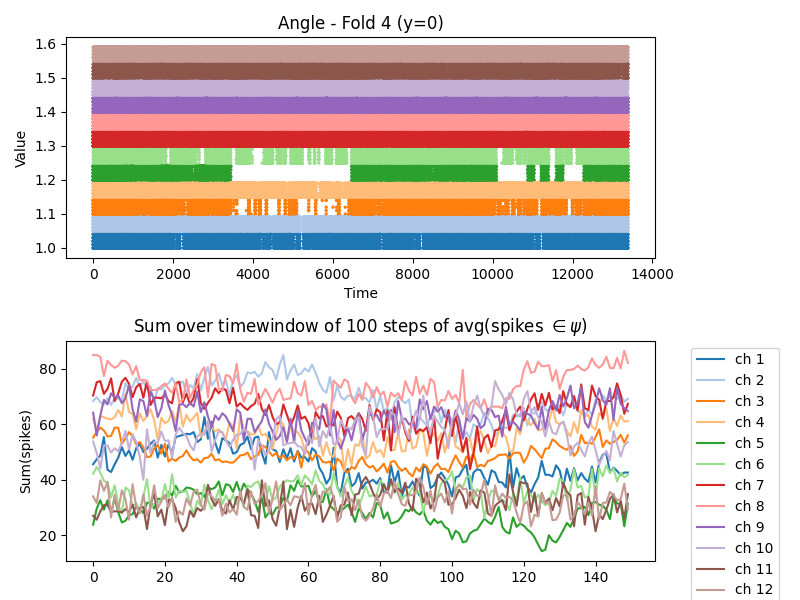 Angle - Fold 4 (y=0)
1.6
1.5
1.4
1.3
1.2
1.1
1.0
Value
0 2000 4000 6000 8000 10000 12000 14000
Time
Sum over timewindow of 100 steps of avg(spikes ∈ ψ)
80
60
40
20
Sum(spikes)
0 20 40 60 80 100 120 140
ch 1
ch 2
ch 3
ch 4
ch 5
ch 6
ch 7
ch 8
ch 9
ch 10
ch 11
ch 12